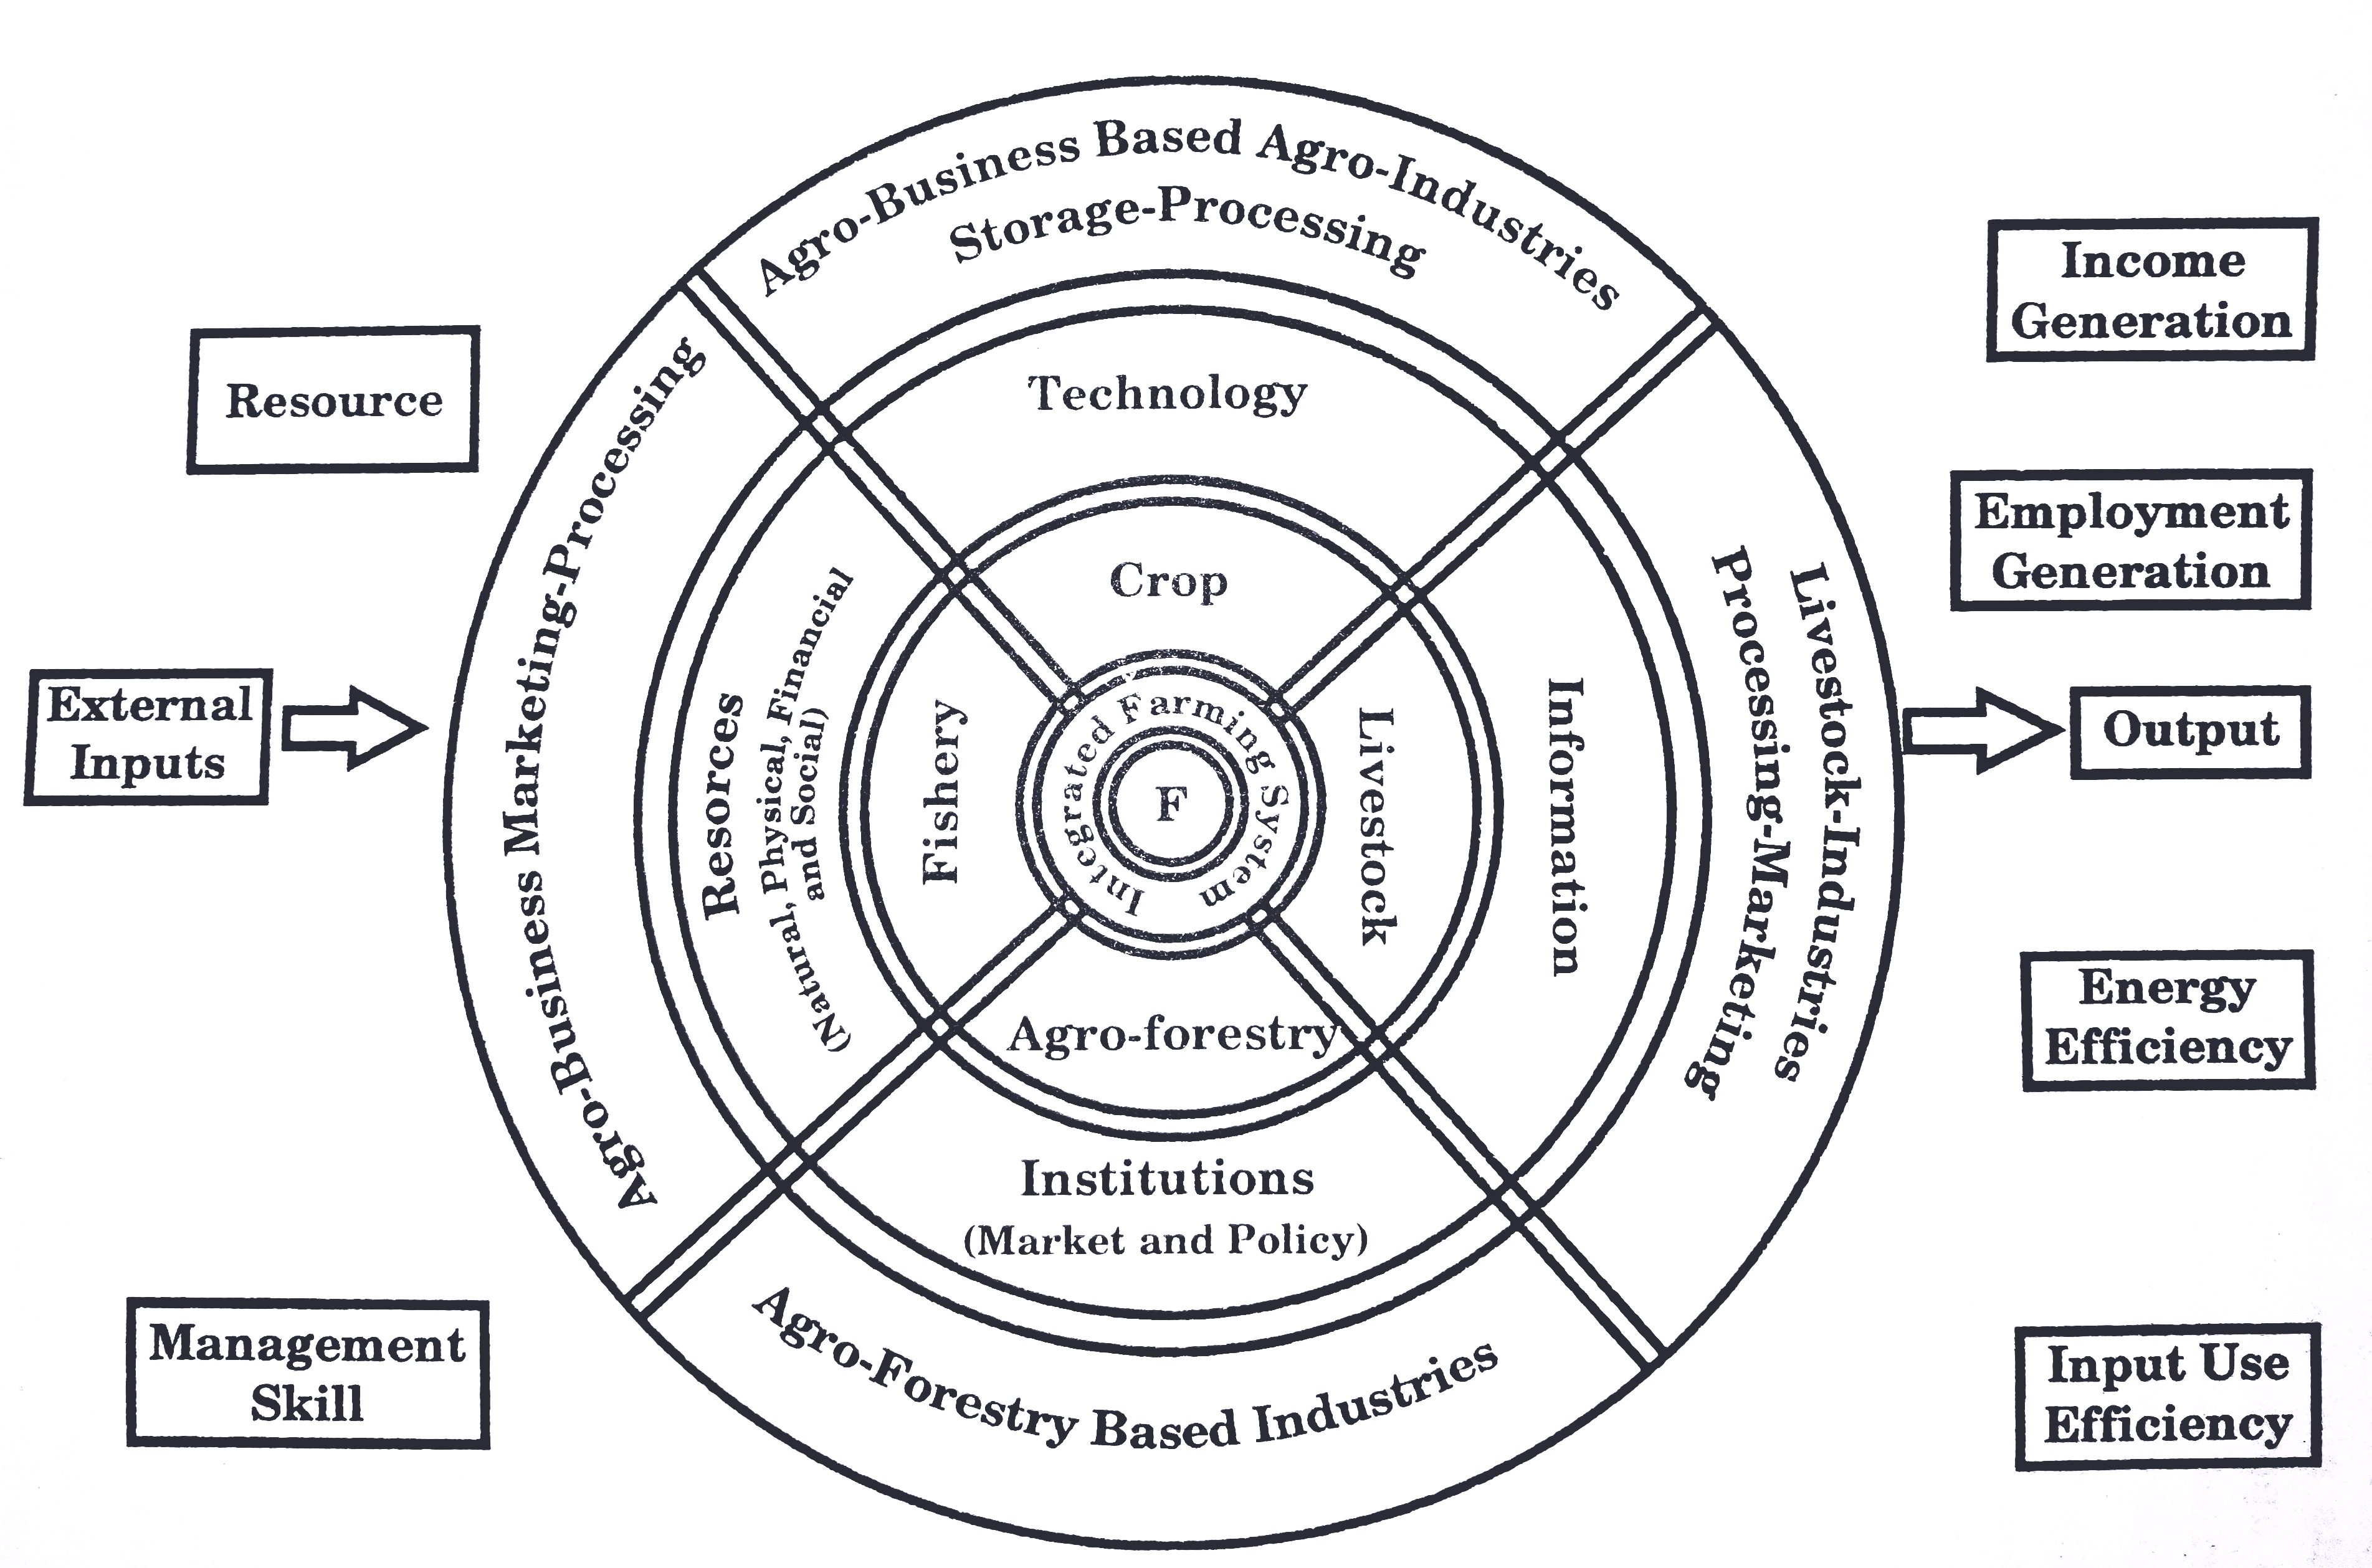 Agro-Business Based Agro-Industries
Storage-Processing
Technology
Crop
Integrated Farming System
F
Fishery
Livestock
Agro-forestry
Resources
(Natural, Physical, Financial
and Social)
Information
Institutions
(Market and Policy)
Agro-Business Marketing-Processing
Livestock-Industries
Processing-Marketing
Agro-Forestry Based Industries
Resource
External
Inputs
Management
Skill
Income
Generation
Employment
Generation
Output
Energy
Efficiency
Input Use
Efficiency